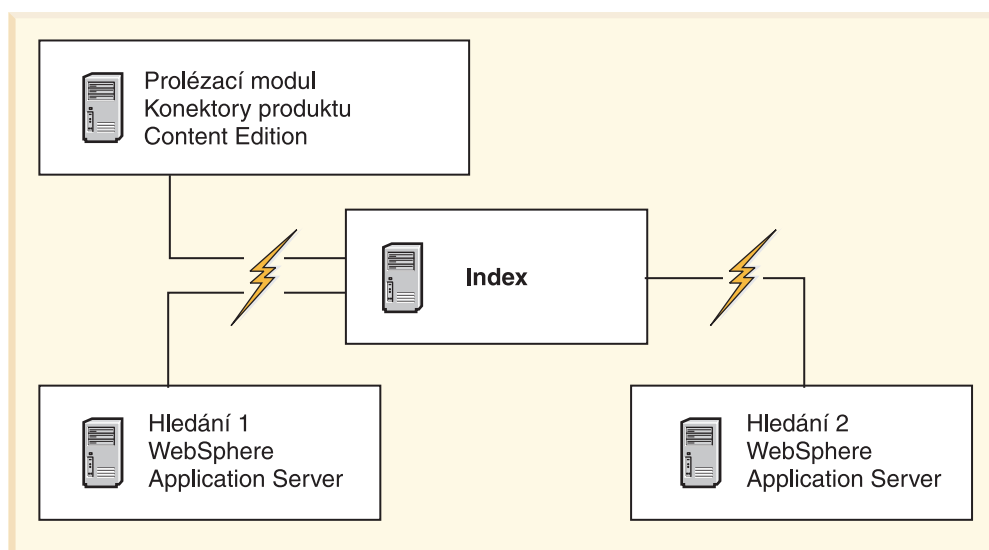 Prolézací modul
Konektory produktu
Content Edition
Index
Hledání 1
WebSphere
Application Server
Hledání 2
WebSphere
Application Server